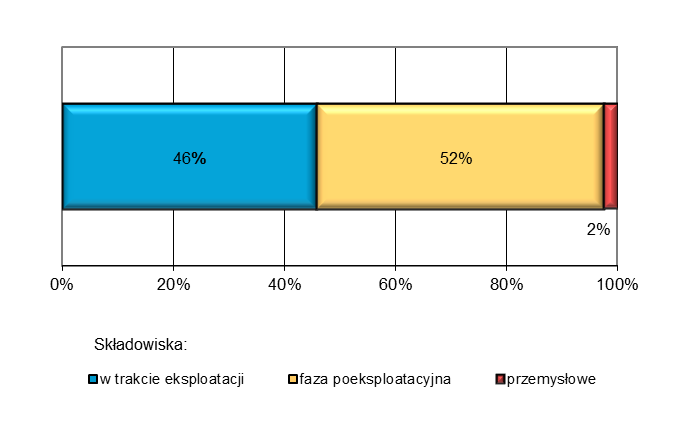 46% 52%
2%
0% 20% 40% 60% 80% 100%
Składowiska:
w trakcie eksploatacji faza poeksploatacyjna przemysłowe